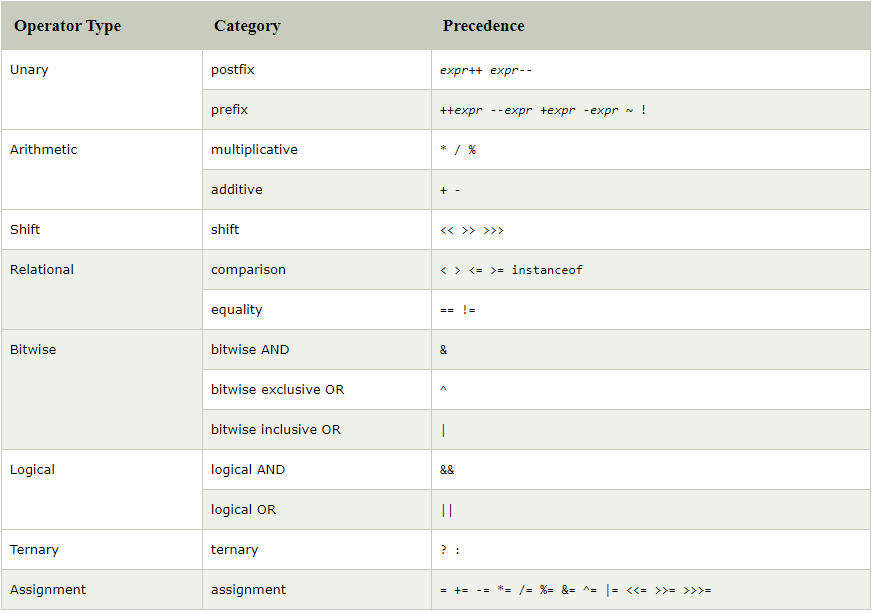 Operator Type Category Precedence
Unary postfix expr++ expr--
prefix ++expr --expr +expr -expr ~ !
Arithmetic multiplicative * / %
additive + -
Shift shift << >> >>>
Relational comparison < > <= >= instanceof
equality == !=
Bitwise bitwise AND &
bitwise exclusive OR ^
bitwise inclusive OR |
Logical logical AND &&
logical OR ||
Ternary ternary ? :
Assignment assignment = += -= *= /= %= &= ^= |= <<= >>= >>>=